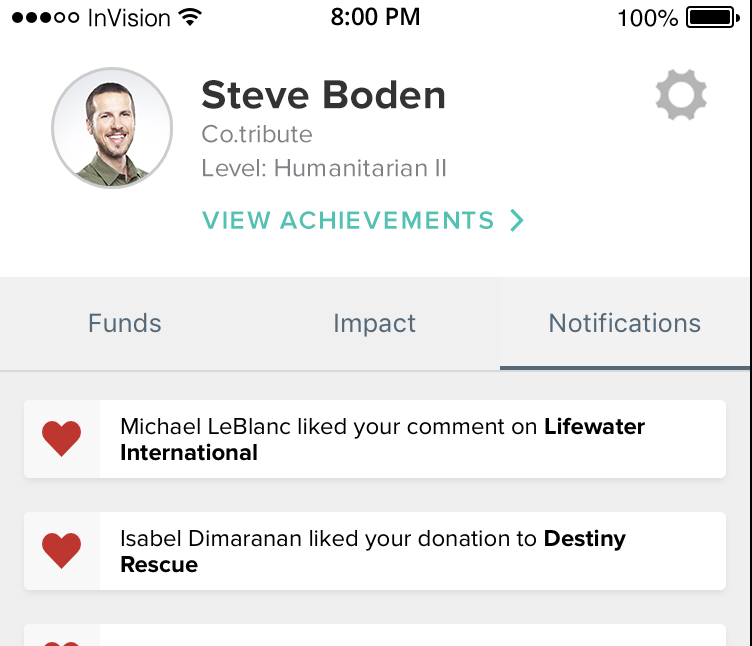 InVision 8:00 PM 100%
Steve Boden
Co.tribute
Level: Humanitarian II
VIEW ACHIEVEMENTS
Funds Impact Notifications
Michael LeBlanc liked your comment on Lifewater
International
Isabel Dimaranan liked your donation to Destiny
Rescue